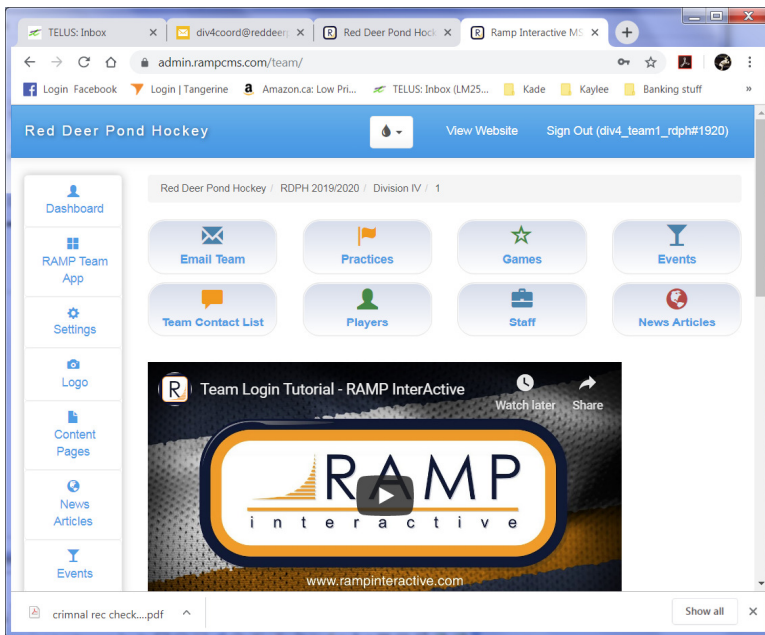 TELUS: Inbox
div4coord@reddeerp
Red Deer Pond Hock
Ramp Interactive MS
admin.rampcms.com/team/
Login Facebook
Login | Tangerine
Amazon.ca: Low Pri...
TELUS: Inbox (LM25...
Kade
Kaylee
Banking stuff
»
Red Deer Pond Hockey
View Website
Sign Out (div4_team1_rdph#1920)
Dashboard
RAMP Team
App
Settings
Logo
Content
Pages
News
Articles
Events
Red Deer Pond Hockey / RDPH 2019/2020 / Division IV / 1
Email Team
Practices
Games
Events
Team Contact List
Players
Staff
News Articles
R
Team Login Tutorial - RAMP InterActive
Watch later
Share
RAMP
interactive
www.rampinteractive.com
crimnal rec check....pdf
Show all